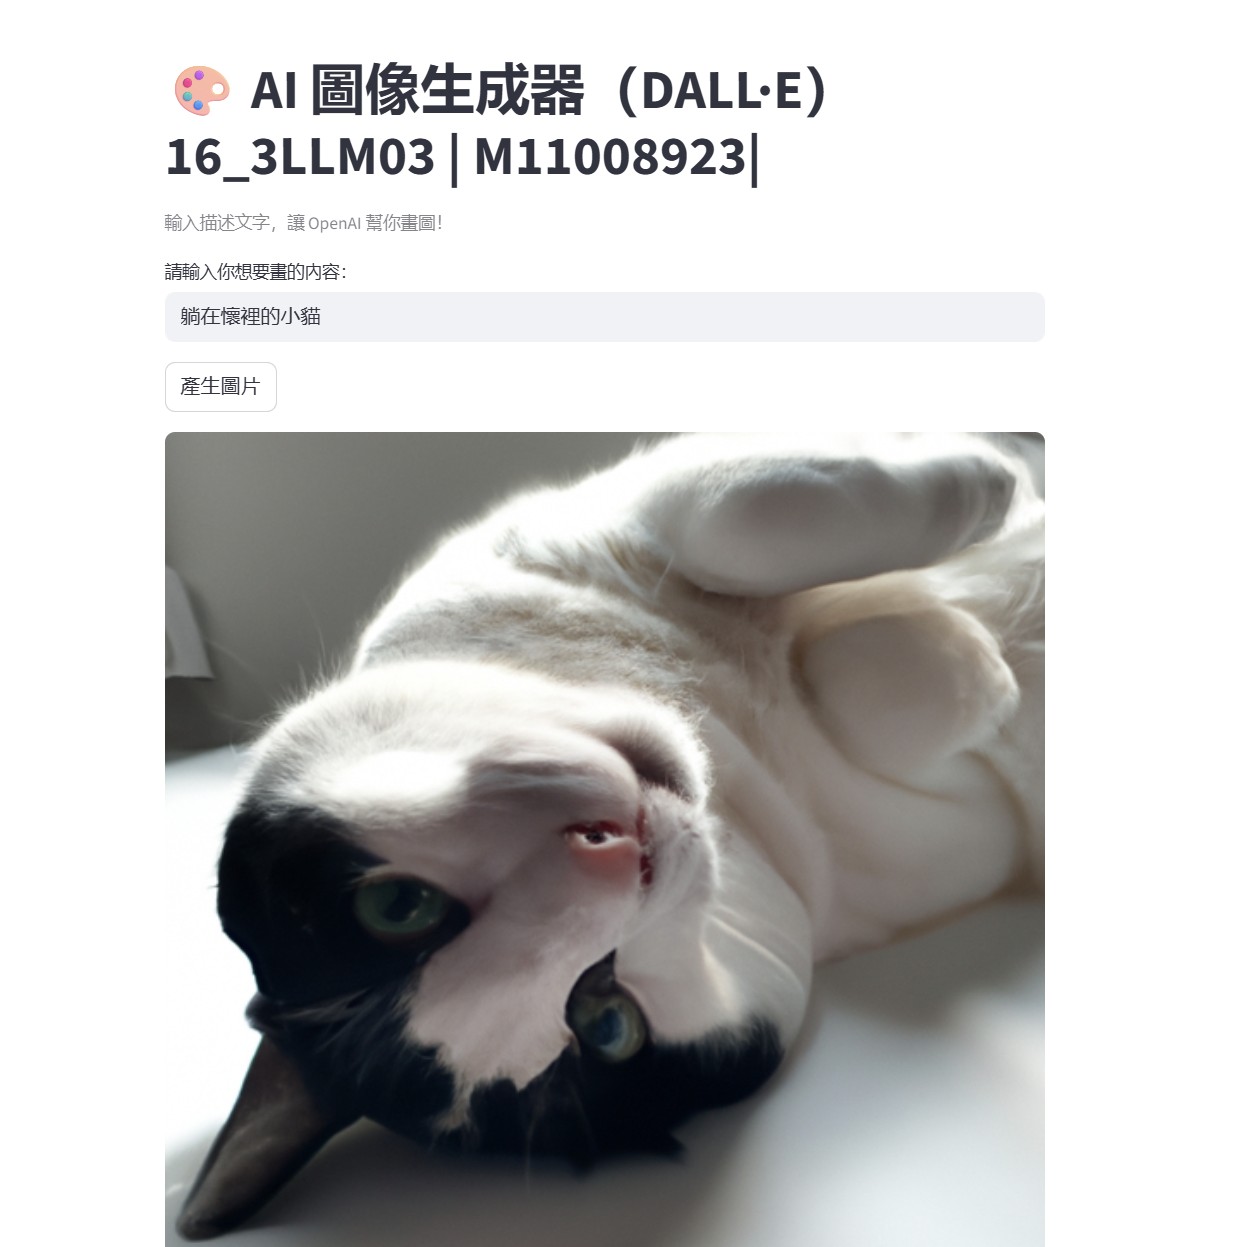 🎨 AI 圖像生成器（DALL·E）
16_3LLM03 | M11008923|
輸入描述文字，讓 OpenAI 幫你畫圖！
請輸入你想要畫的內容：
躺在懷裡的小貓
產生圖片